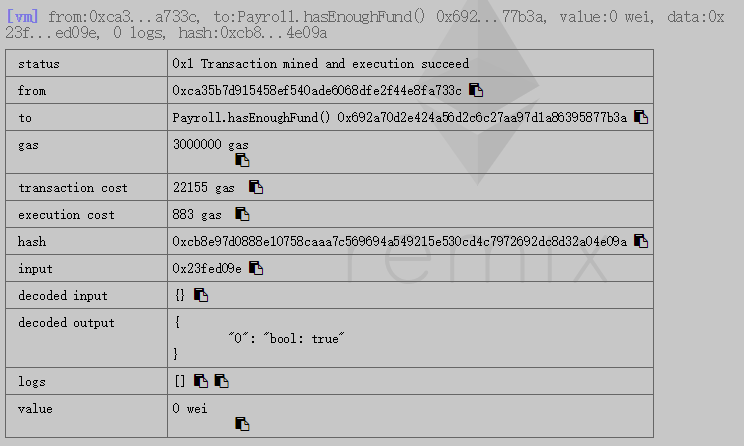 [vm] from:0xca3...a733c, to:Payroll.hasEnoughFund() 0x692...77b3a, value:0 wei, data:0x
23f...ed09e, 0 logs, hash:0xcb8...4e09a
status 0x1 Transaction mined and execution succeed
from 0xca35b7d915458ef540ade6068dfe2f44e8fa733c
to Payroll.hasEnoughFund() 0x692a70d2e424a56d2c6c27aa97d1a86395877b3a
gas 3000000 gas
transaction cost 22155 gas
execution cost 883 gas
hash 0xcb8e97d0888e10758caaa7c569694a549215e530cd4c7972692dc8d32a04e09a
input 0x23fed09e
remix
decoded input {}
decoded output {
"0": "bool: true"
}
logs []
value 0 wei